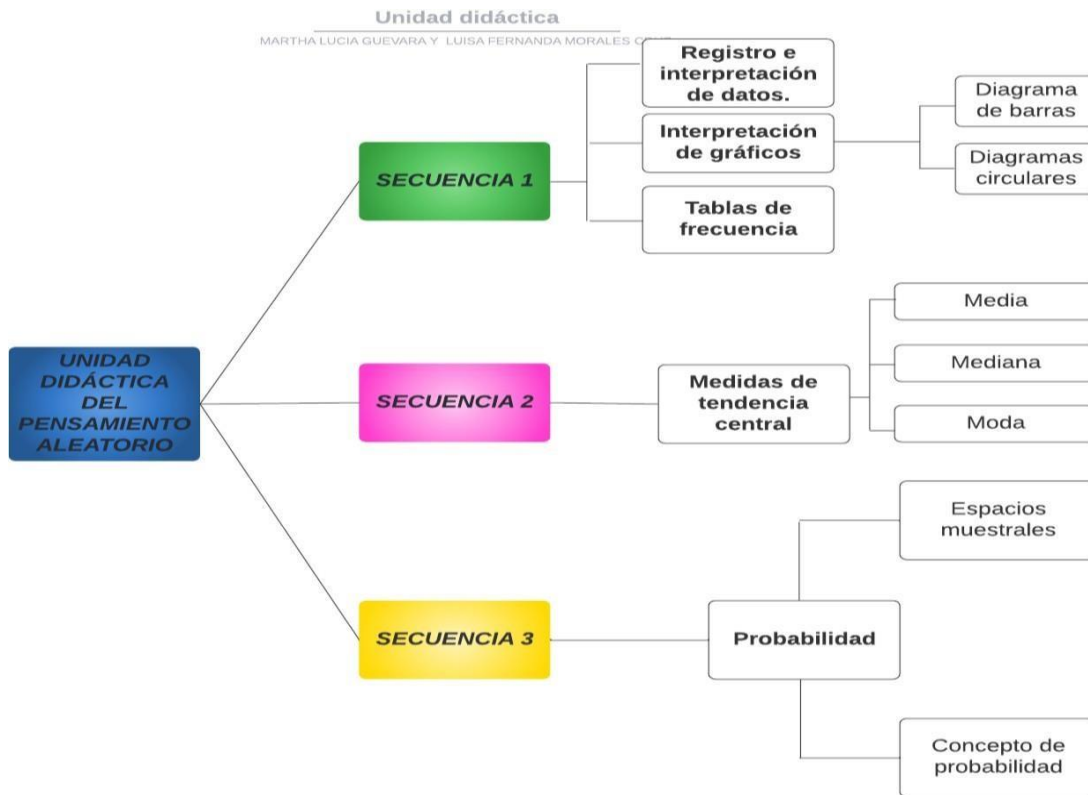 Unidad didáctica
MARTHA LUCIA GUEVARA Y LUISA FERNANDA MORALES CRUZ
Registro e
interpretación
de datos.
Interpretación
de gráficos
Diagrama
de barras
Diagramas
circulares
SECUENCIA 1
Tablas de
frecuencia
UNIDAD
DIDÁCTICA
DEL
PENSAMIENTO
ALEATORIO
SECUENCIA 2
Medidas de
tendencia
central
Media
Mediana
Moda
SECUENCIA 3
Probabilidad
Espacios
muestrales
Concepto de
probabilidad